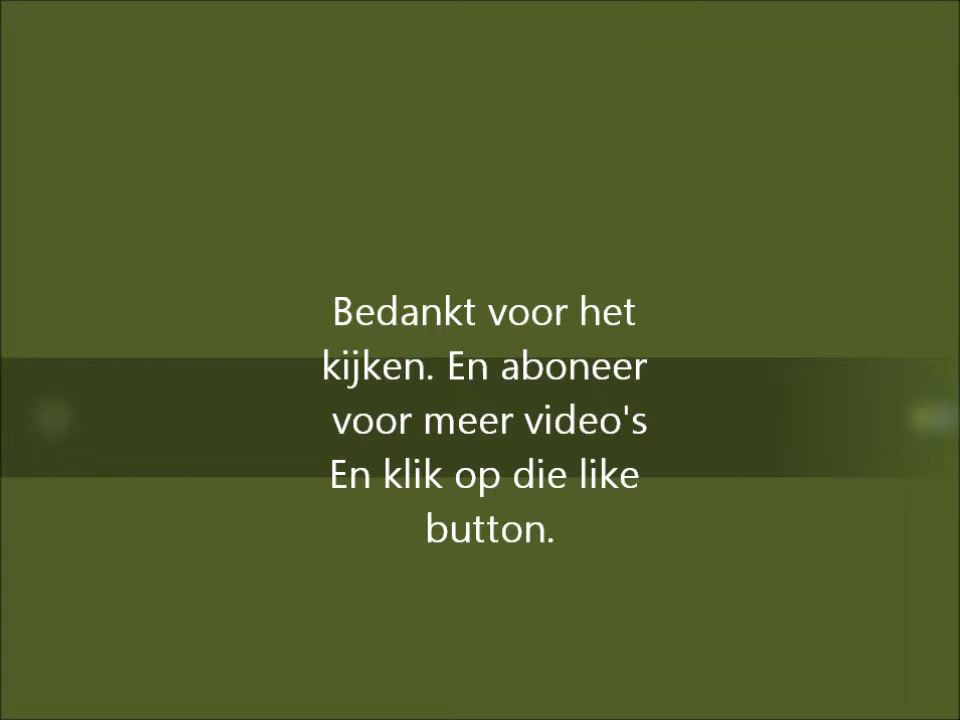 Bedankt voor het
kijken. En aboneer
voor meer video's
En klik op die like
button.